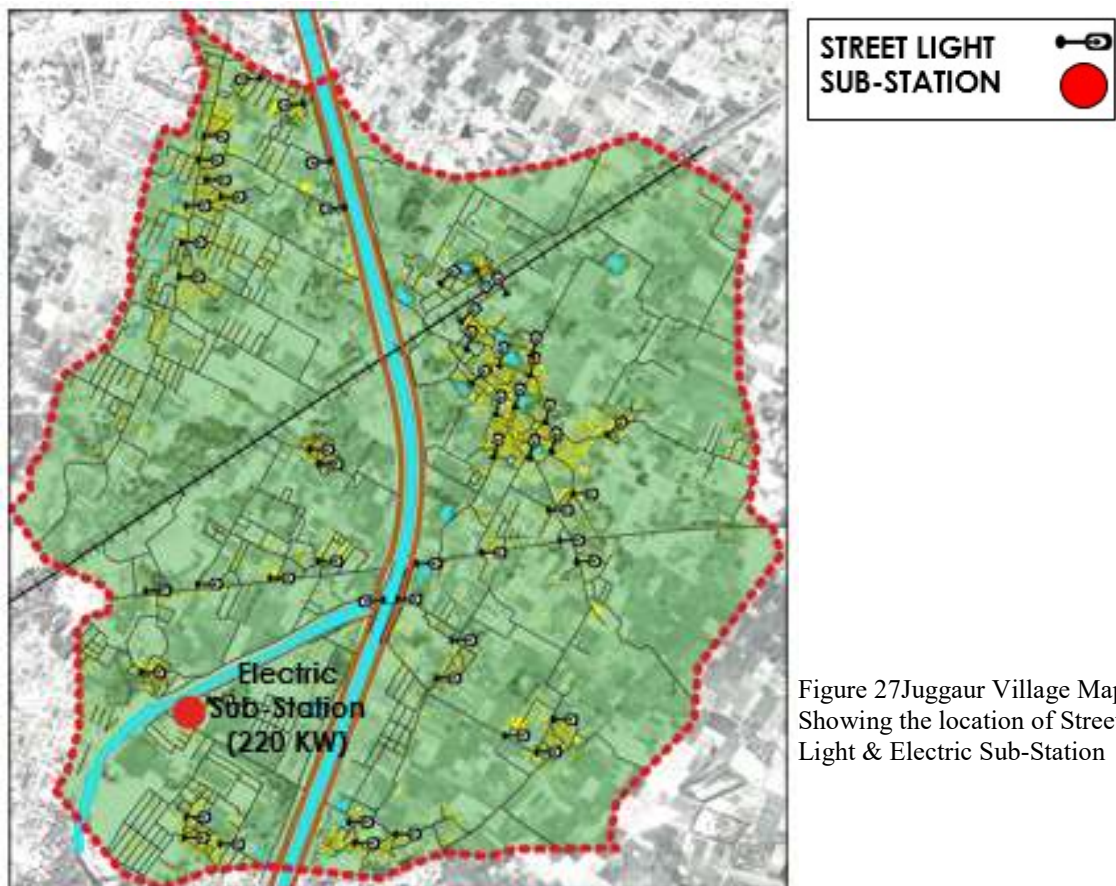 STREET LIGHT
SUB-STATION
Electric
Sub-Station
(220 KW)
Figure 27Juggaur Village Map
Showing the location of Street
Light & Electric Sub-Station